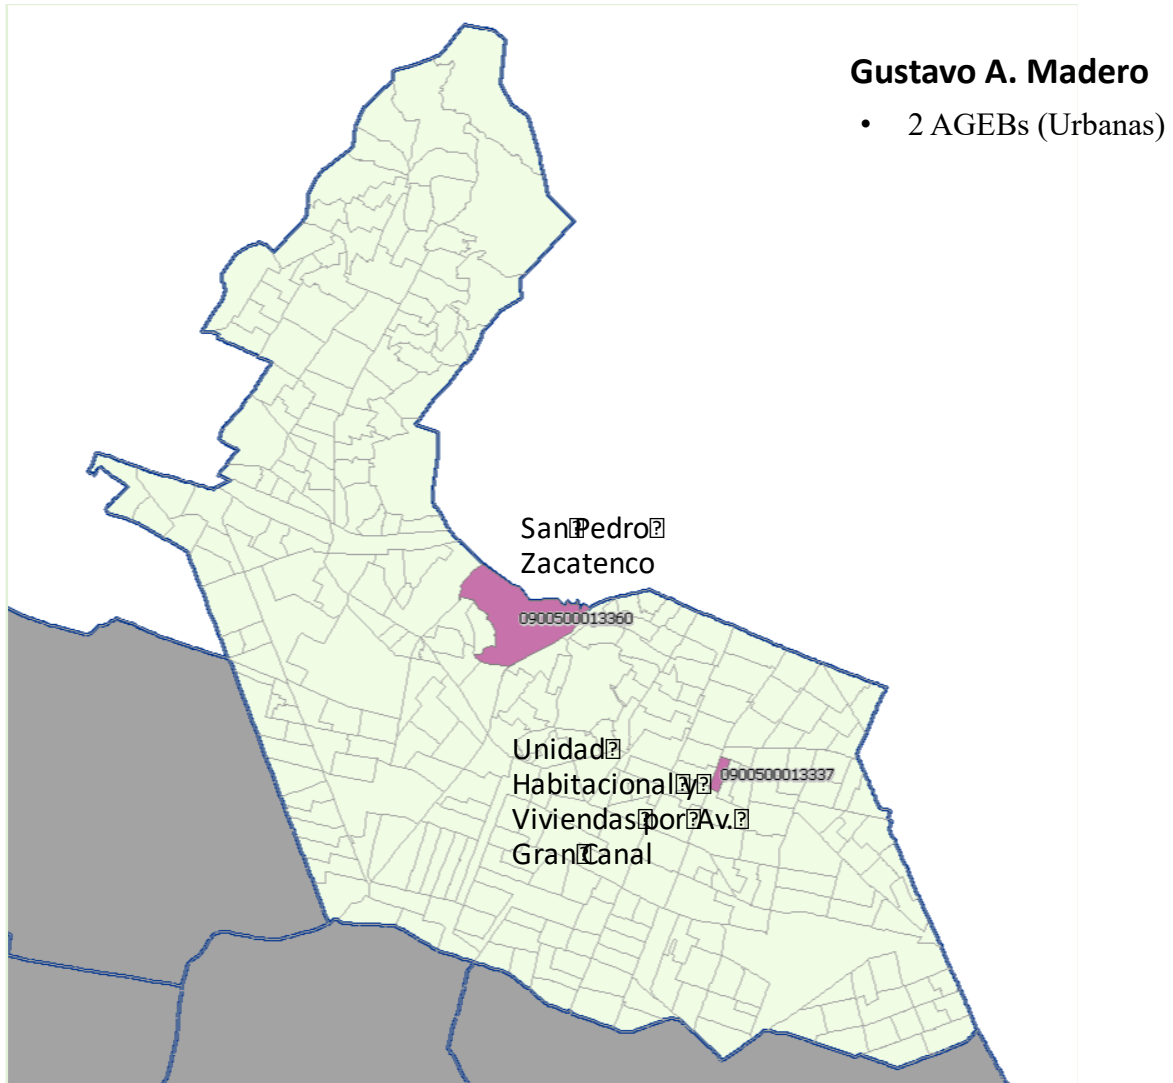 Gustavo A. Madero
• 2 AGEBs (Urbanas)
San Pedro
Zacatenco
0900500013360
Unidad
Habitacional y
Viviendas por Av.
Gran Canal
0900500013337